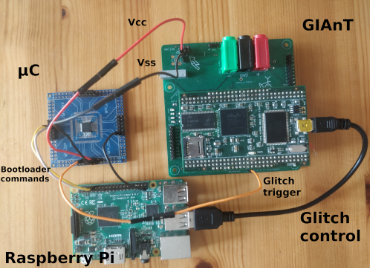 Vcc
GIAnT
μC
Vss
Bootloader
commands
Glitch
trigger
Glitch
control
Raspberry Pi